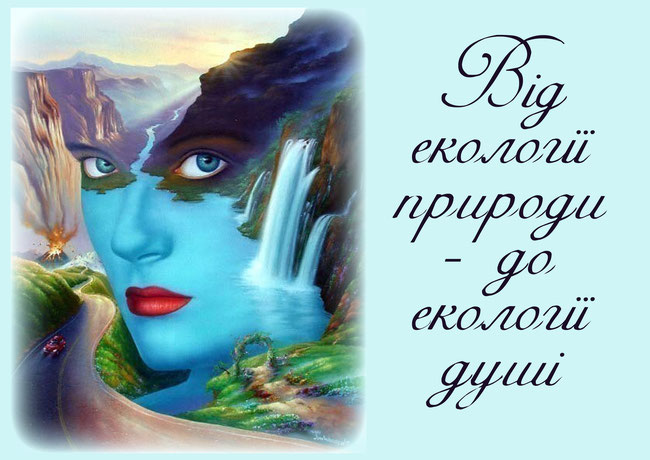 Від
екології
природи
- до
екології
душі